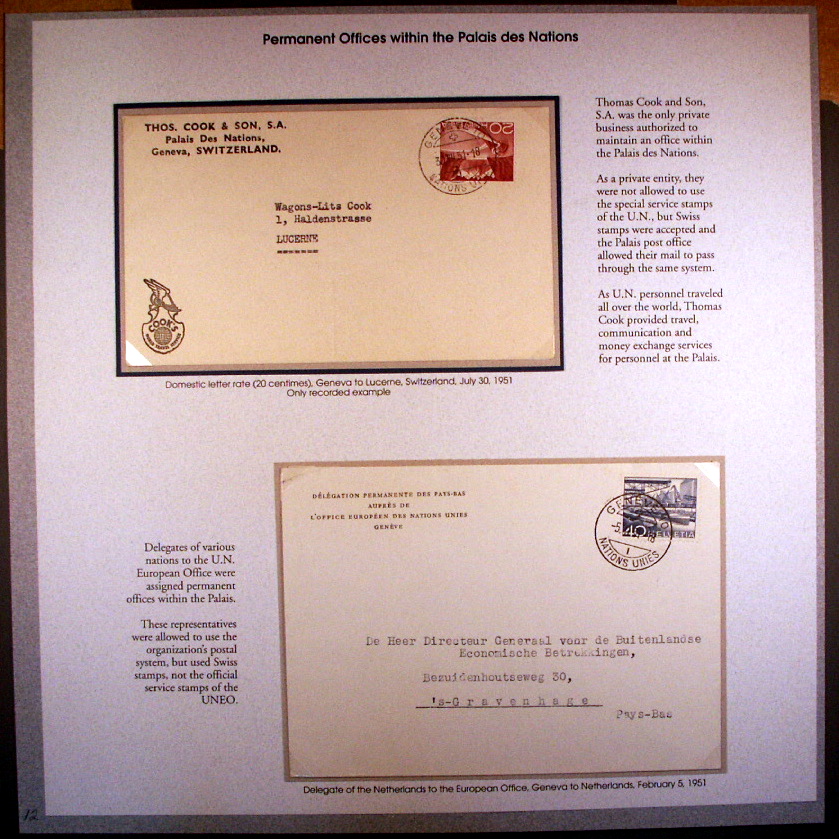 Permanent Offices within the Palais des Nations
THOS. COOK & SON, S.A.
Palais Des Nations,
Geneva, SWITZERLAND.
GENEVE
NATIONS
20
Wagons-Lits Cook
1, Haldenstrasse
LUCERNE
COOK'S
Domestic letter rate (20 centimes), Geneva to Lucerne, Switzerland, July 30, 1951
Only recorded example
Thomas Cook and Son,
S.A. was the only private
business authorized to
maintain an office within
the Palais des Nations.
As a private entity, they
were not allowed to use
the special service stamps
of the U.N., but Swiss
stamps were accepted and
the Palais post office
allowed their mail to pass
through the same system.
As U.N. personnel traveled
all over the world, Thomas
Cook provided travel,
communication and
money exchange services
for personnel at the Palais.
Delegates of various
nations to the U.N.
European Office were
assigned permanent
offices within the Palais.
These representatives
were allowed to use the
organization's postal
system, but used Swiss
stamps, not the official
service stamps of the
UNEO.
DÉLÉGATION PERMANENTE DES PAYS-BAS
AUPRÈS DE
L'OFFICE EUROPÉEN DES NATIONS UNIES
GENÈVE
GENEVE
NATIONS UNIES
40 HELVETIA
De Heer Directeur Generaal voor de Buitenlandse
Economische Betrekkingen,
Bezuidenhoutseweg 30,
's-Gravenhage
Pays-Bas
Delegate of the Netherlands to the European Office, Geneva to Netherlands, February 5, 1951
12